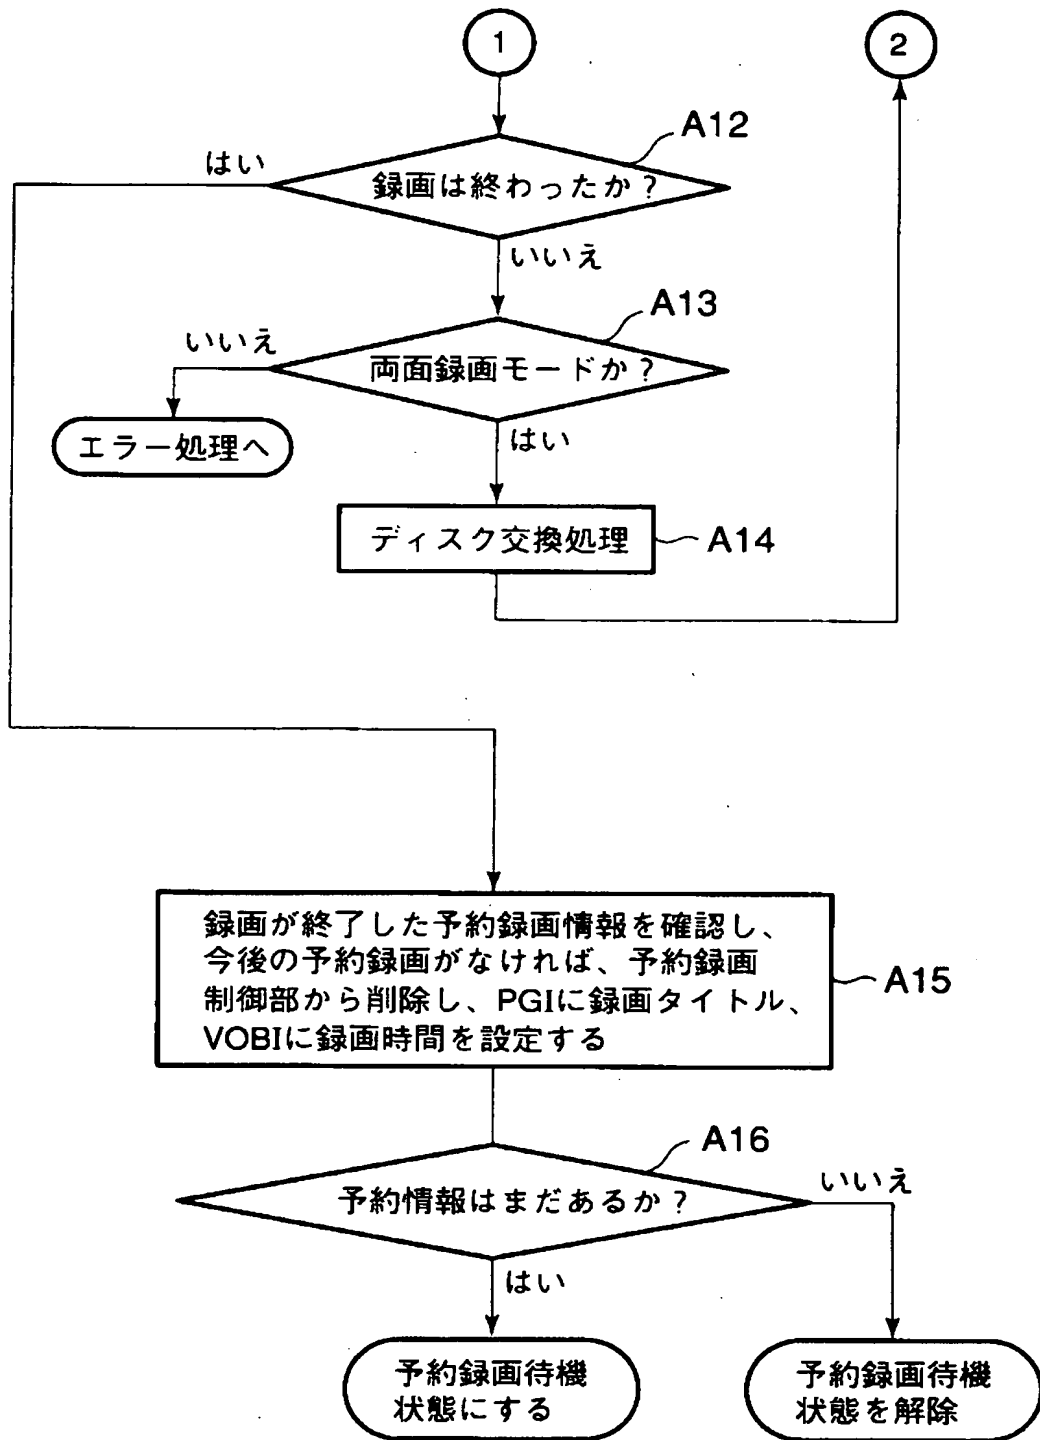 1
2
A12
はい
録画は終わったか？
いいえ
A13
いいえ
両面録画モードか？
エラー処理へ
はい
ディスク交換処理
A14
録画が終了した予約録画情報を確認し、
今後の予約録画がなければ、予約録画
制御部から削除し、PGIに録画タイトル、
VOBIに録画時間を設定する
A15
A16
予約情報はまだあるか？
いいえ
はい
予約録画待機
状態にする
予約録画待機
状態を解除